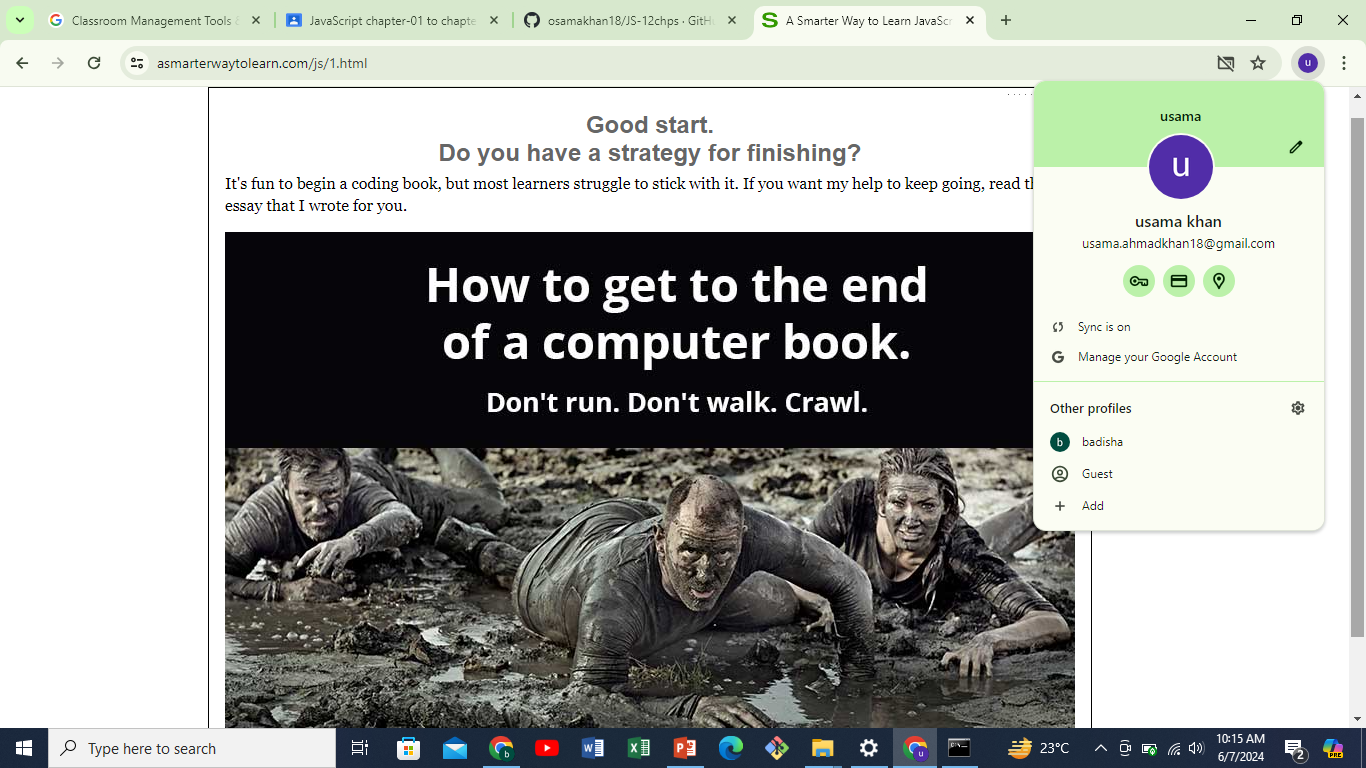 Classroom Management Tools &
JavaScript chapter-01 to chapte
osamakhan18/JS-12chps · GitH
A Smarter Way to Learn JavaScr
asmarterwaytolearn.com/js/1.html
u
Good start.
Do you have a strategy for finishing?
It's fun to begin a coding book, but most learners struggle to stick with it. If you want my help to keep going, read th
essay that I wrote for you.
How to get to the end
of a computer book.
Don't run. Don't walk. Crawl.
usama
u
usama khan
usama.ahmadkhan18@gmail.com
Sync is on
Manage your Google Account
Other profiles
b badisha
Guest
Add
Type here to search
23°C
10:15 AM
6/7/2024
2
PRE